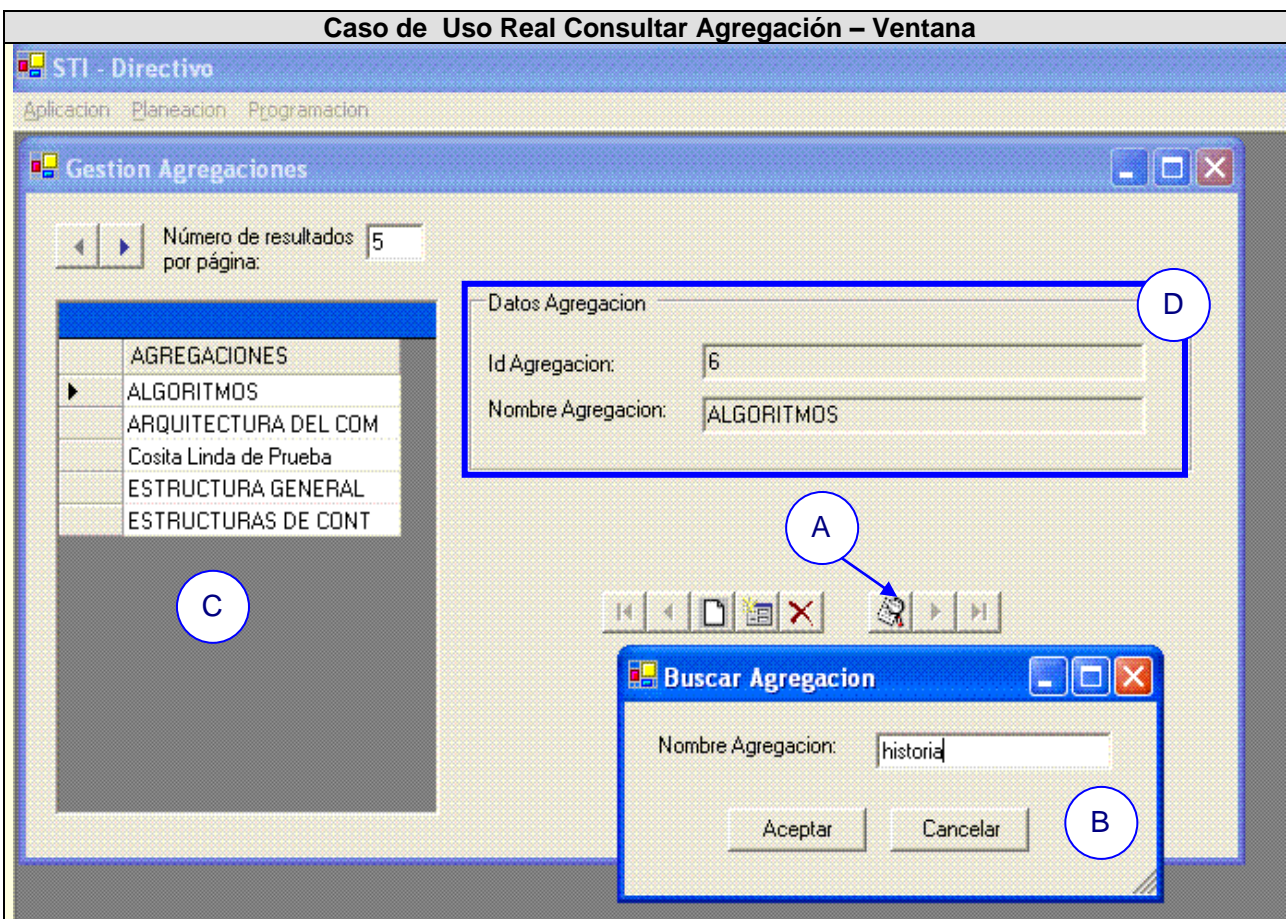 Caso de Uso Real Consultar Agregación – Ventana
STI - Directivo
Aplicacion Planeacion Programacion
Gestion Agregaciones
Número de resultados
por página:
5
AGREGACIONES
ALGORITMOS
ARQUITECTURA DEL COM
Cosita Linda de Prueba
ESTRUCTURA GENERAL
ESTRUCTURAS DE CONT
C
Datos Agregacion
D
Id Agregacion: 6
Nombre Agregacion: ALGORITMOS
A
Buscar Agregacion
Nombre Agregacion: historia
Aceptar Cancelar
B